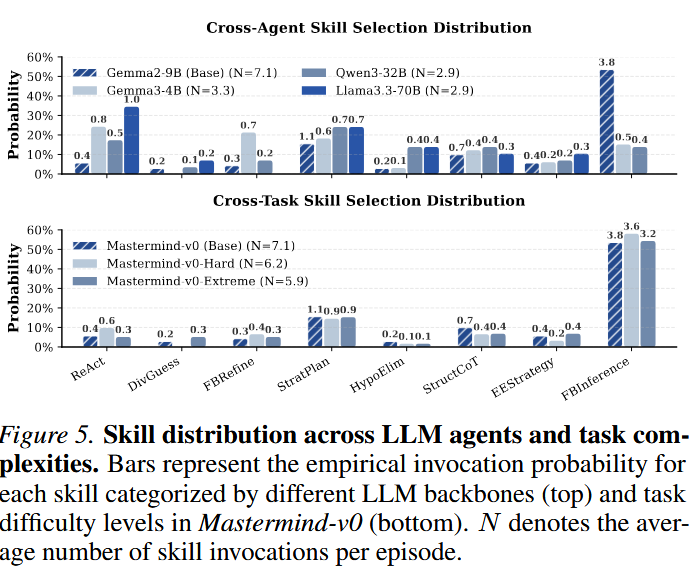 Cross-Agent Skill Selection Distribution
Probability
60%
50%
40%
30%
20%
10%
0%
Gemma2-9B (Base) (N=7.1)
Gemma3-4B (N=3.3)
Qwen3-32B (N=2.9)
Llama3.3-70B (N=2.9)
0.4 0.8 0.5 1.0
0.2 0.1 0.2
0.3 0.7 0.2
1.1 0.6 0.7 0.7
0.2 0.1 0.4 0.4
0.7 0.4 0.4 0.3
0.4 0.2 0.2 0.3
3.8 0.5 0.4
Cross-Task Skill Selection Distribution
Probability
60%
50%
40%
30%
20%
10%
0%
Mastermind-v0 (Base) (N=7.1)
Mastermind-v0-Hard (N=6.2)
Mastermind-v0-Extreme (N=5.9)
0.4 0.6 0.3
0.2 0.3
0.3 0.4 0.3
1.1 0.9 0.9
0.2 0.1 0.1
0.7 0.4 0.4
0.4 0.2 0.4
3.8 3.6 3.2
ReAct
DivGuess
FBRefine
StratPlan
HypoElim
StructCoT
EEStrategy
FBInference
Figure 5. Skill distribution across LLM agents and task com-
plexities. Bars represent the empirical invocation probability for
each skill categorized by different LLM backbones (top) and task
difficulty levels in Mastermind-v0 (bottom). N denotes the aver-
age number of skill invocations per episode.